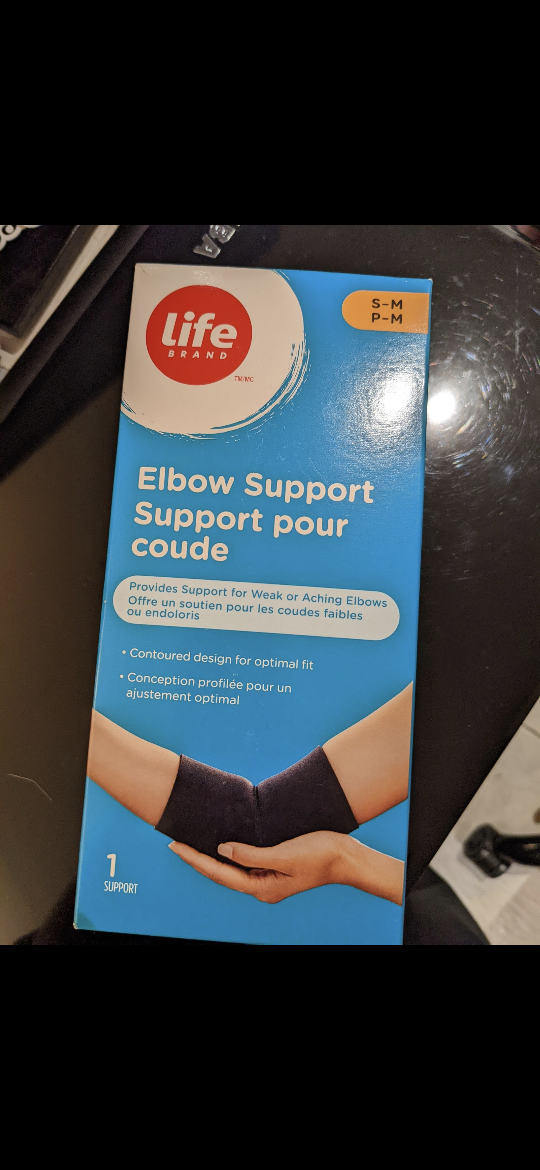 BA
S-M
P-M
life
BRAND
TM/MC
Elbow Support
Support pour
coude
Provides Support for Weak or Aching Elbows
Offre un soutien pour les coudes faibles
ou endoloris
• Contoured design for optimal fit
• Conception profilée pour un
ajustement optimal
1
SUPPORT